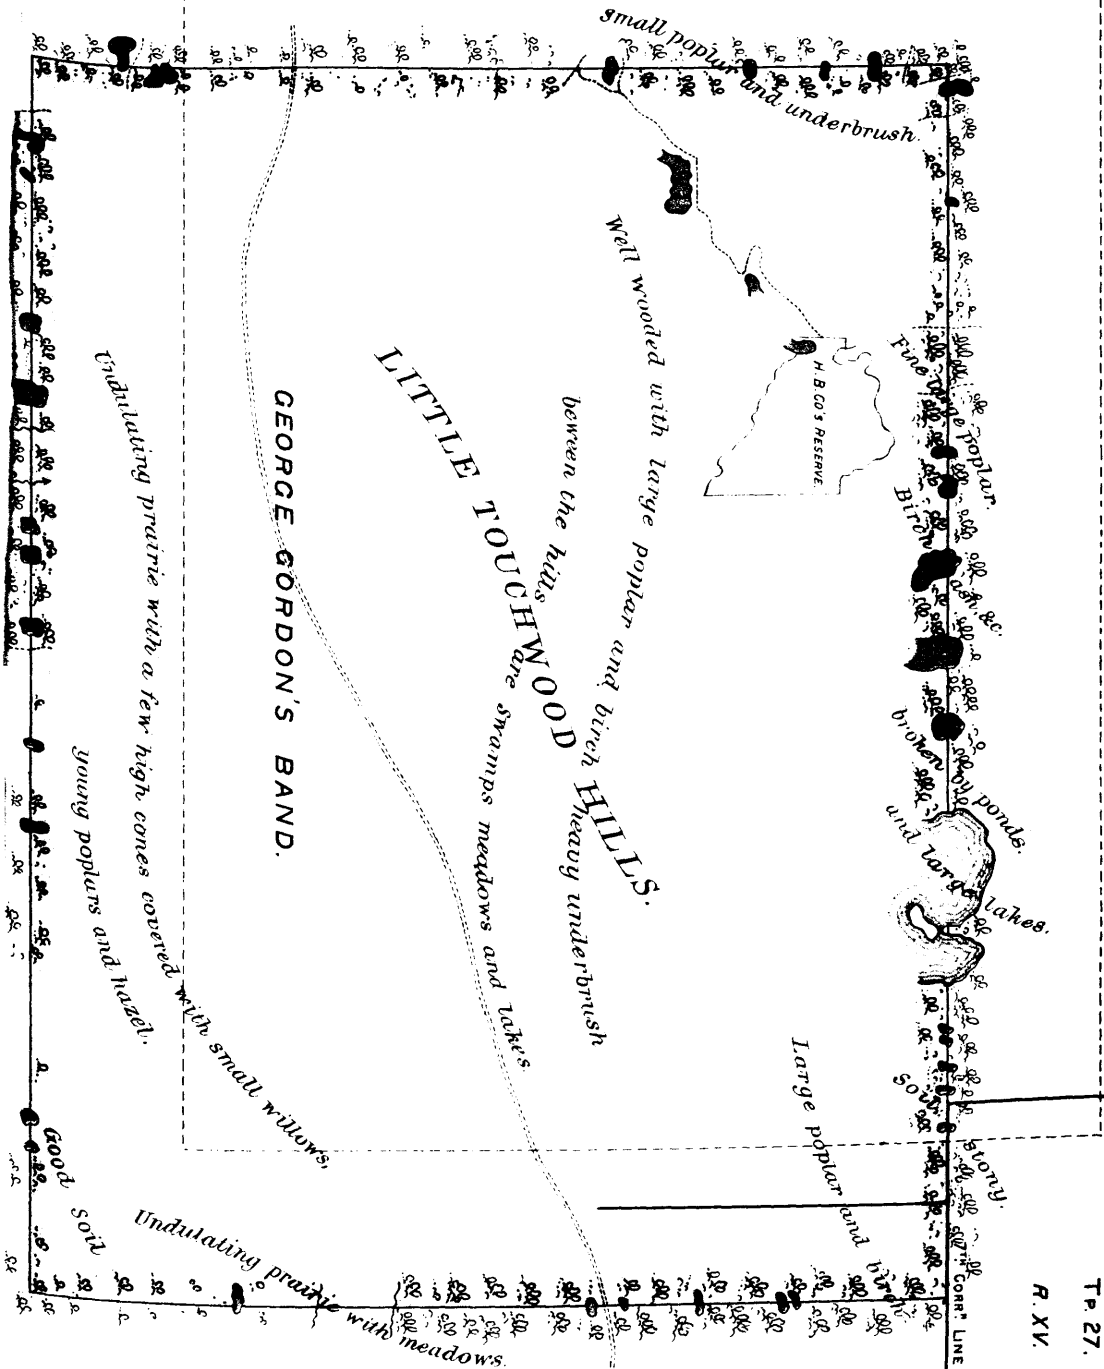 Tp 27.
R. XV.
7TH CORRN LINE
small poplar and underbrush.
Fine large poplar.
Birch ash &c.
broken by ponds.
and large lakes.
Soil stony.
H.B.Co's RESERVE.
Well wooded with large poplar and birch heavy underbrush
beween the hills are swamps meadows and lakes
LITTLE TOUCHWOOD HILLS.
GEORGE GORDON'S BAND.
Large poplar and birch
Undulating prairie with a few high cones covered with small willows,
young poplars and hazel.
Good Soil
Undulating prairie with meadows.